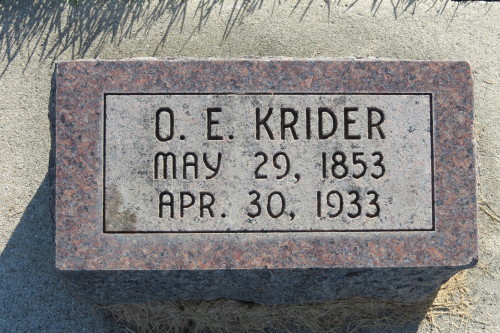 O. E. KRIDER
MAY 29, 1853
APR. 30, 1933